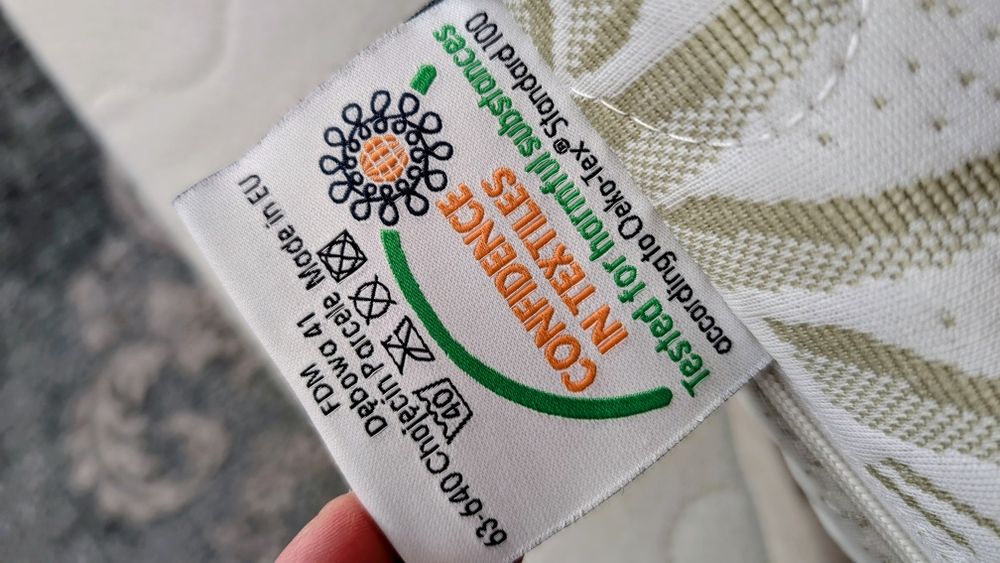 CONFIDENCE
IN TEXTILES
Tested for harmful substances
according to Oeko-Tex® Standard 100
40
FDM Made in EU
Dębowa 41
63-640 Chojęcin Parcele